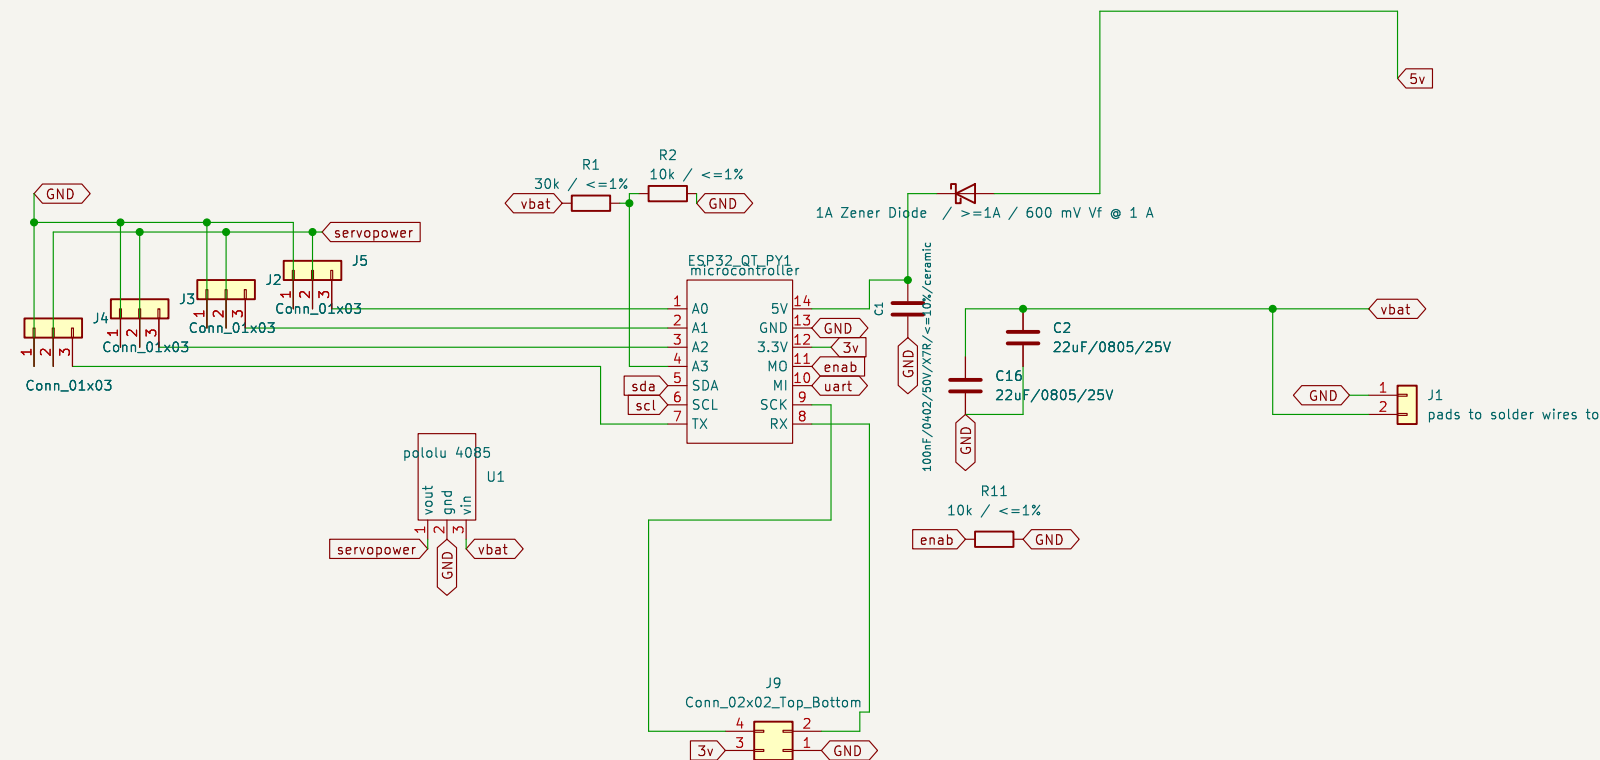 5v
R1
30k / <=1%
R2
10k / <=1%
GND
vbat
GND
1A Zener Diode / >=1A / 600 mV Vf @ 1 A
servopower
J5
Conn_01x03
1
2
3
J2
Conn_01x03
1
2
3
J3
Conn_01x03
1
2
3
J4
Conn_01x03
1
2
3
ESP32_QT_PY1
microcontroller
1 A0
2 A1
3 A2
4 A3
5 SDA
6 SCL
7 TX
5V 14
GND 13
3.3V 12
MO 11
MI 10
SCK 9
RX 8
GND
3v
enab
uart
sda
scl
C1
100nF/0402/50V/X7R/<=10%/ceramic
GND
vbat
C2
22uF/0805/25V
C16
22uF/0805/25V
GND
GND
1
2
J1
pads to solder wires to
pololu 4085
U1
vout
gnd
vin
1
2
3
servopower
GND
vbat
R11
10k / <=1%
enab
GND
J9
Conn_02x02_Top_Bottom
4
2
3v
3
1
GND